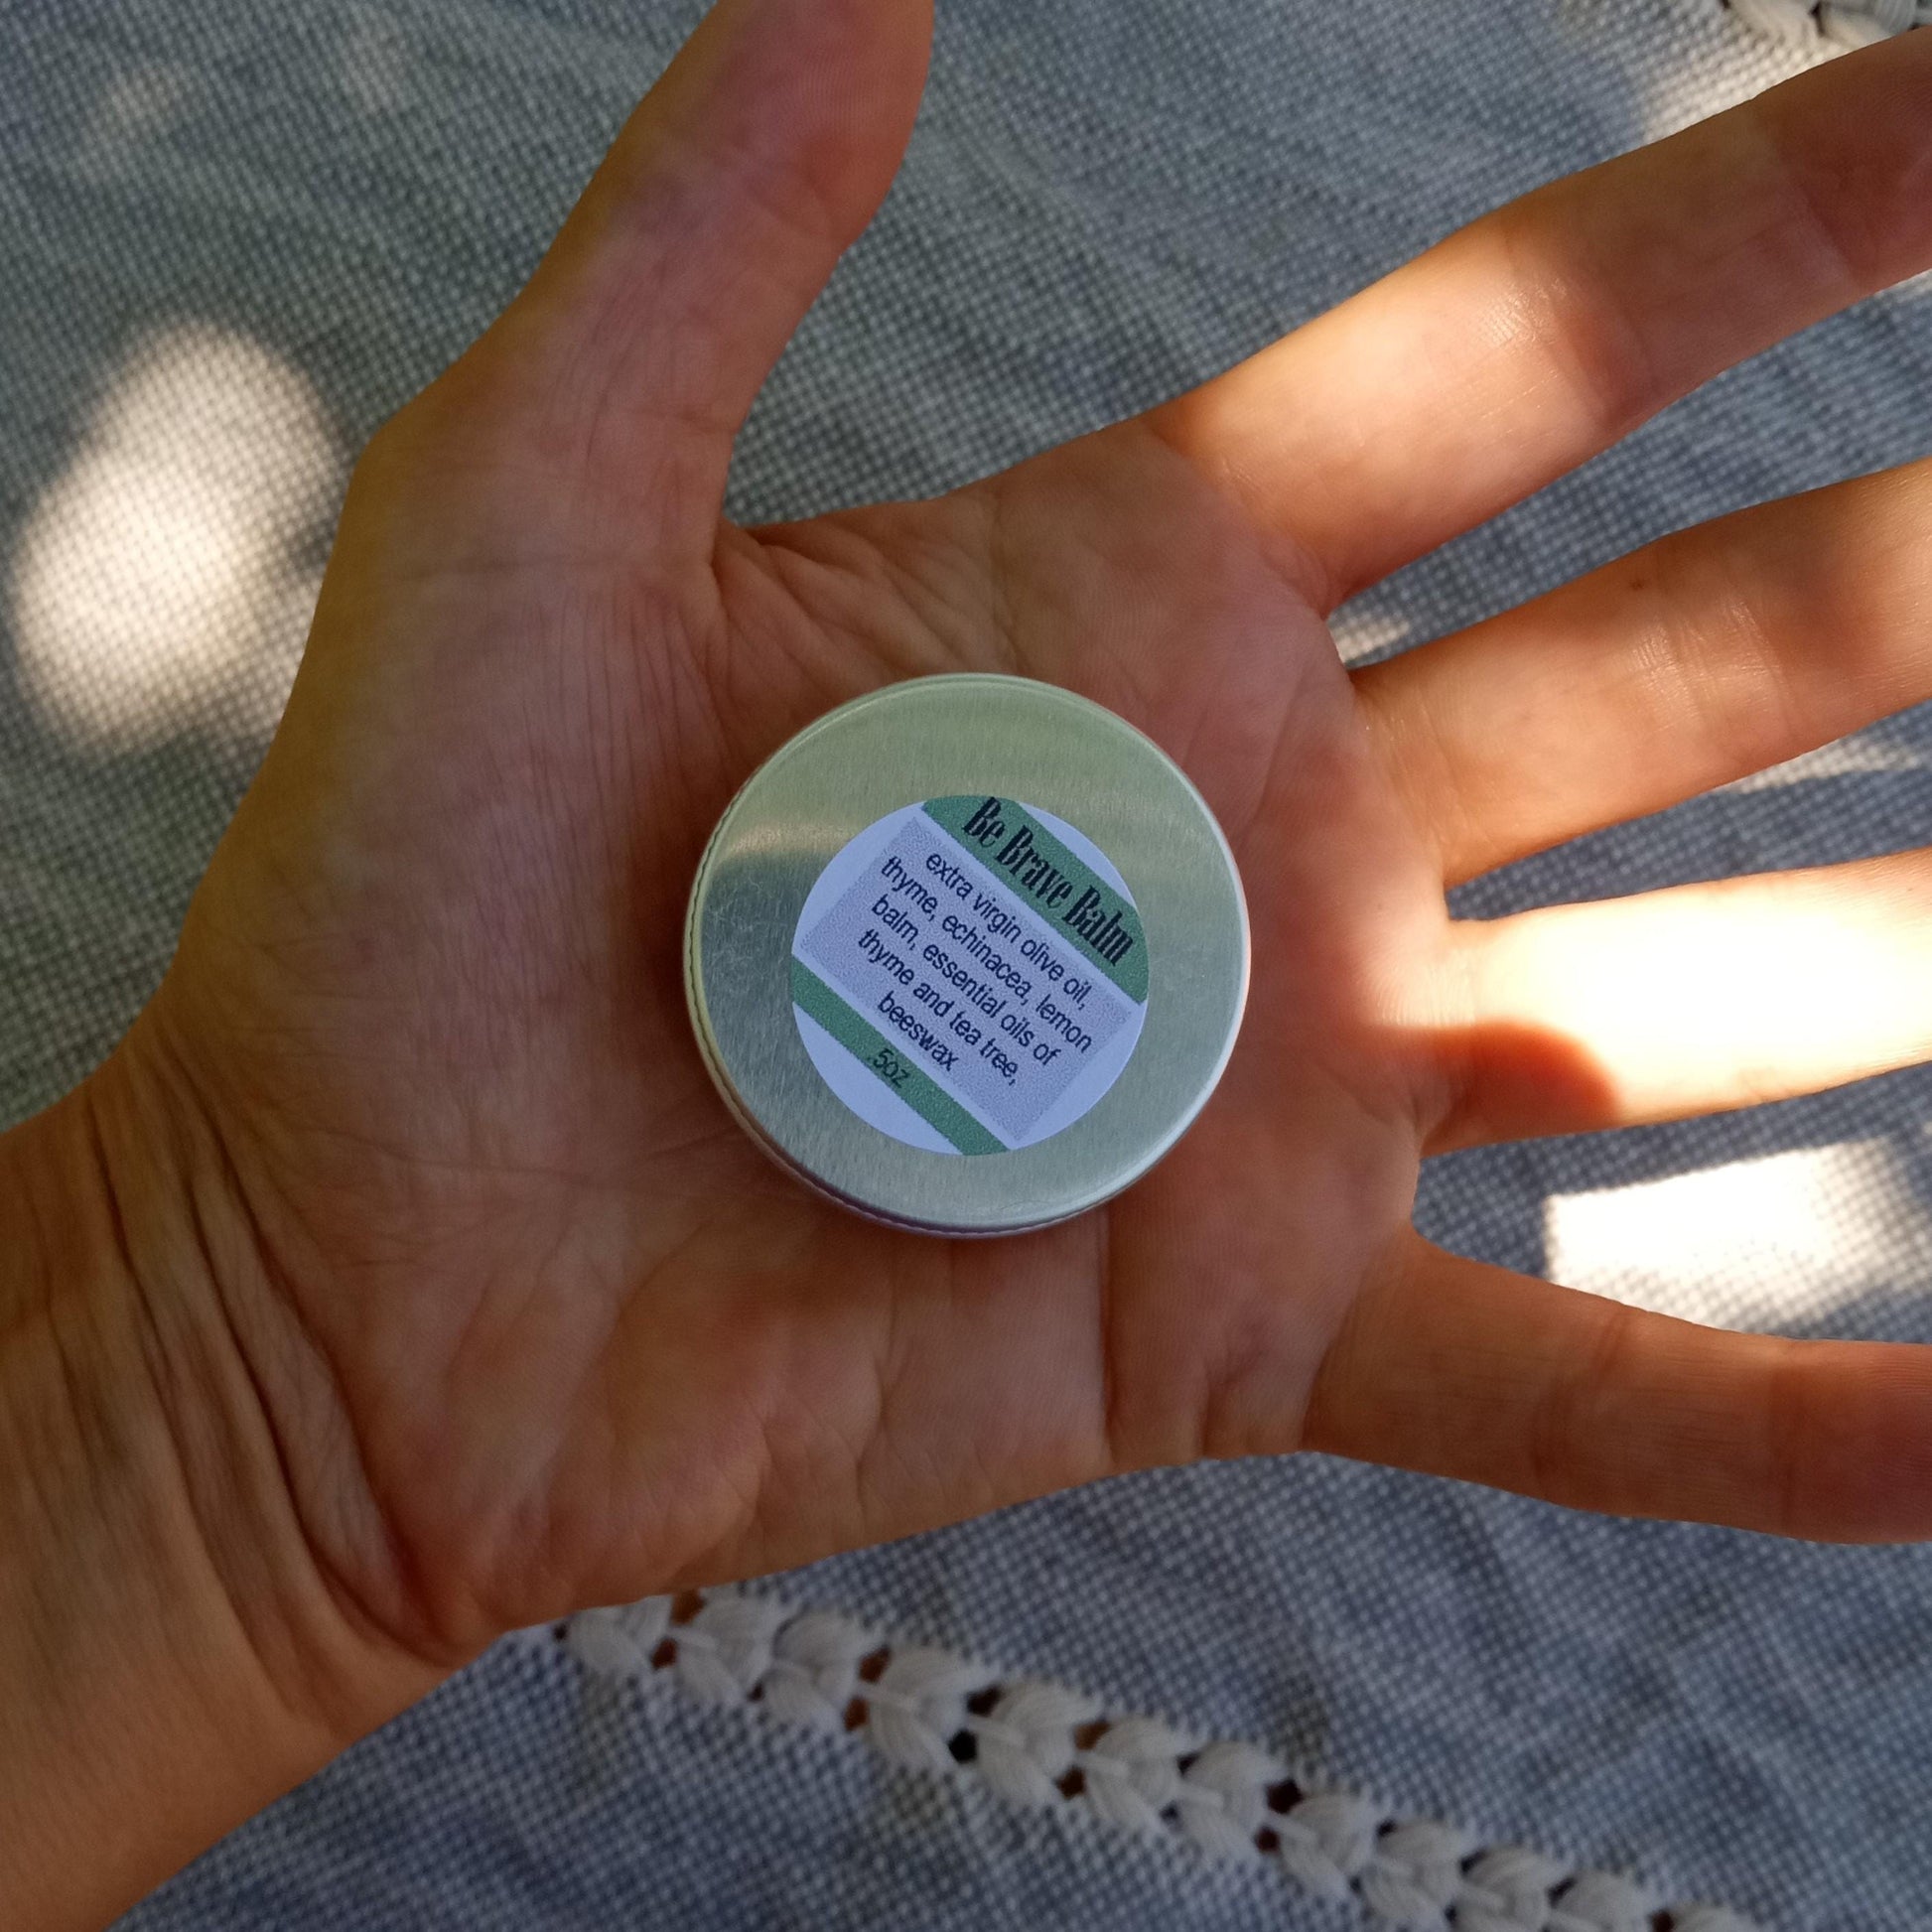 Be Brave Balm
extra virgin olive oil,
thyme, echinacea, lemon
balm, essential oils of
thyme and tea tree,
beeswax
.5oz